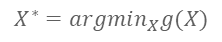 X* = argmin_X g(X)